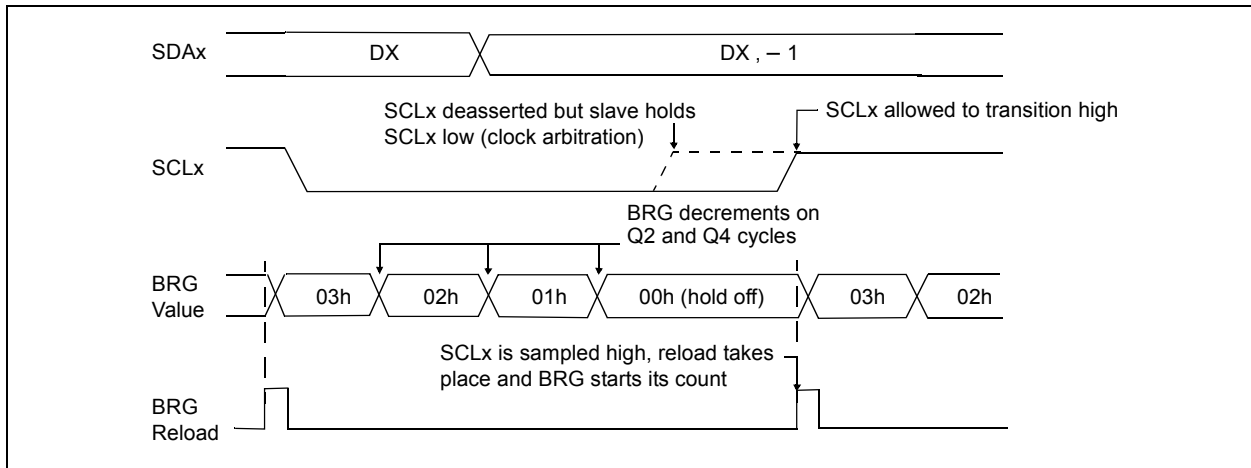 SDAx
DX
DX , – 1
SCLx deasserted but slave holds
SCLx low (clock arbitration)
SCLx allowed to transition high
SCLx
BRG decrements on
Q2 and Q4 cycles
BRG
Value
03h
02h
01h
00h (hold off)
03h
02h
SCLx is sampled high, reload takes
place and BRG starts its count
BRG
Reload